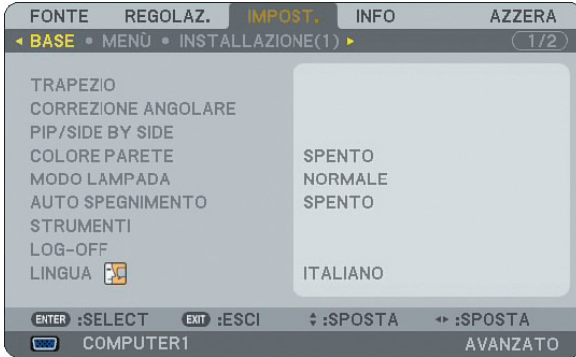 FONTE REGOLAZ. IMPOST. INFO AZZERA
BASE • MENÙ • INSTALLAZIONE(1) 1/2
TRAPEZIO
CORREZIONE ANGOLARE
PIP/SIDE BY SIDE
COLORE PARETE SPENTO
MODO LAMPADA NORMALE
AUTO SPEGNIMENTO SPENTO
STRUMENTI
LOG-OFF
LINGUA ITALIANO
ENTER :SELECT EXIT :ESCI :SPOSTA :SPOSTA
COMPUTER1 AVANZATO